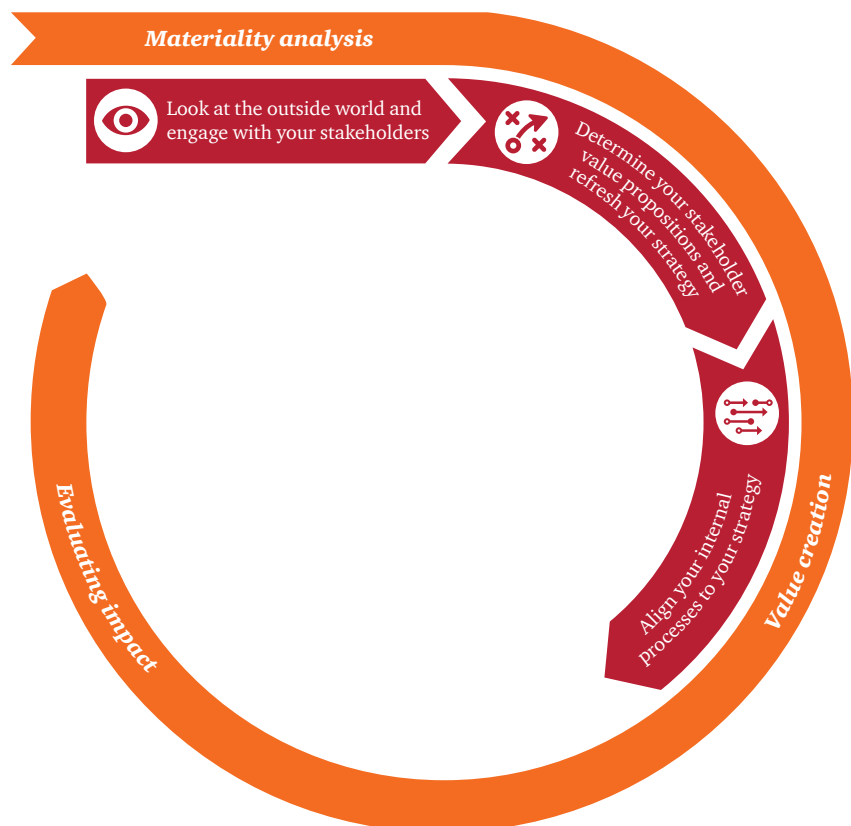 Materiality analysis
Look at the outside world and
engage with your stakeholders
Determine your stakeholder
value propositions and
refresh your strategy
Align your internal
processes to your strategy
Value creation
Evaluating impact